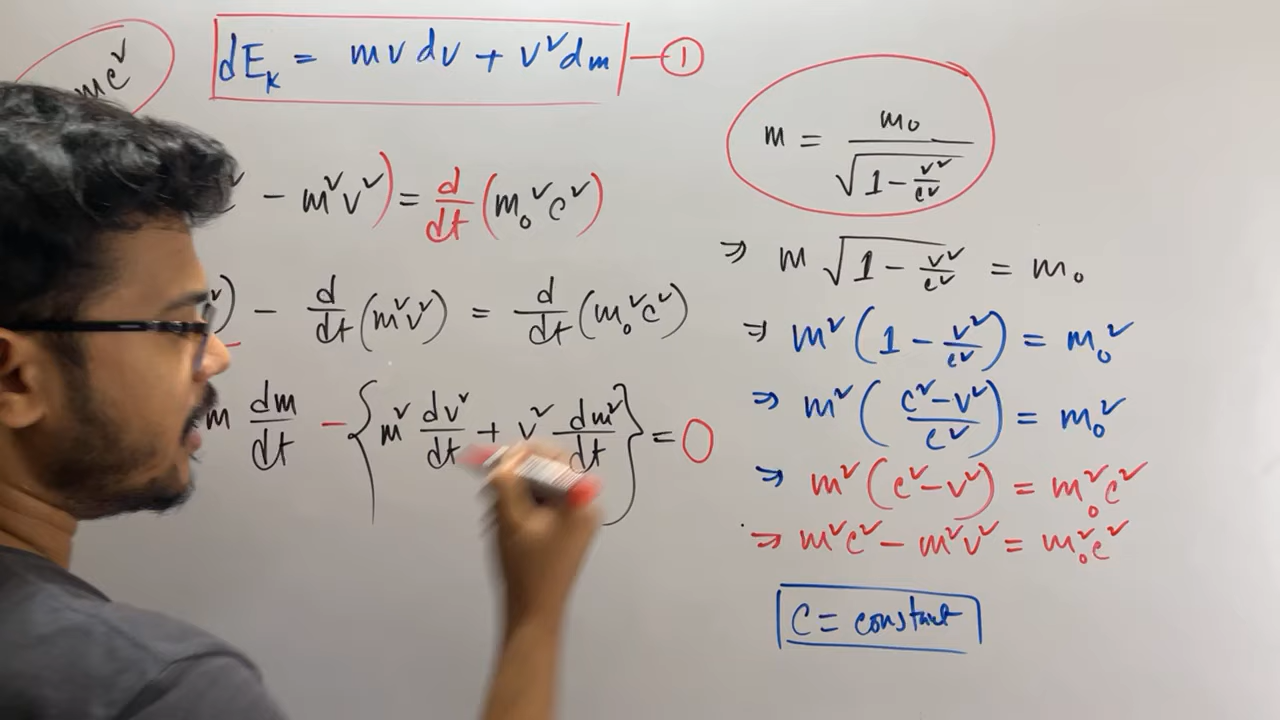 mc²
dE_k = mv dv + v² dm — ①
- m²v²) = d/dt (m₀²c²)
²) - d/dt (m²v²) = d/dt (m₀²c²)
m dm/dt - { m² dv²/dt + v² dm²/dt } = 0
m = m₀ / √(1 - v²/c²)
⇒ m √(1 - v²/c²) = m₀
⇒ m² (1 - v²/c²) = m₀²
⇒ m² ((c² - v²)/c²) = m₀²
⇒ m² (c² - v²) = m₀²c²
⇒ m²c² - m²v² = m₀²c²
C = constant